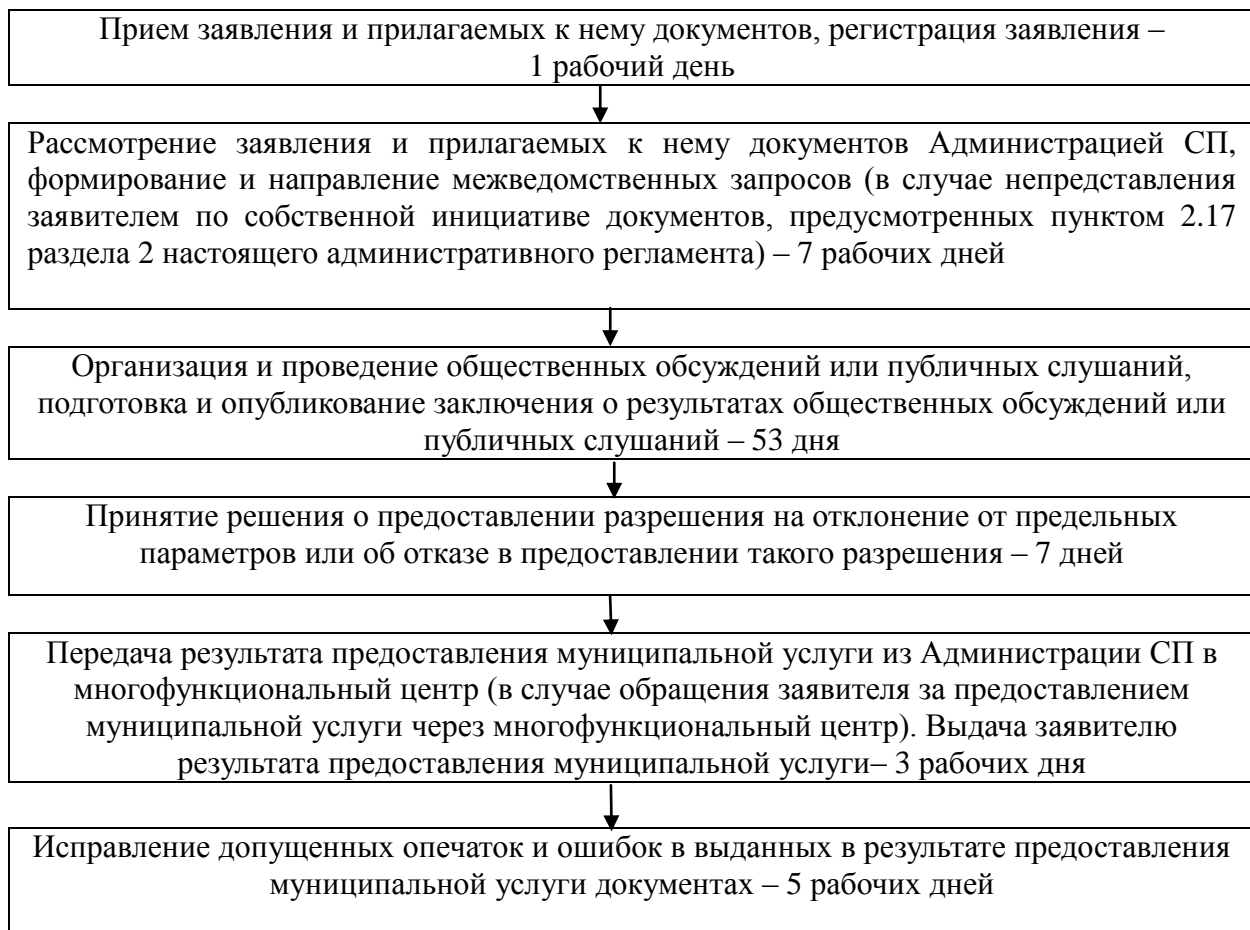 Прием заявления и прилагаемых к нему документов, регистрация заявления –
1 рабочий день
Рассмотрение заявления и прилагаемых к нему документов Администрацией СП,
формирование и направление межведомственных запросов (в случае непредставления
заявителем по собственной инициативе документов, предусмотренных пунктом 2.17
раздела 2 настоящего административного регламента) – 7 рабочих дней
Организация и проведение общественных обсуждений или публичных слушаний,
подготовка и опубликование заключения о результатах общественных обсуждений или
публичных слушаний – 53 дня
Принятие решения о предоставлении разрешения на отклонение от предельных
параметров или об отказе в предоставлении такого разрешения – 7 дней
Передача результата предоставления муниципальной услуги из Администрации СП в
многофункциональный центр (в случае обращения заявителя за предоставлением
муниципальной услуги через многофункциональный центр). Выдача заявителю
результата предоставления муниципальной услуги– 3 рабочих дня
Исправление допущенных опечаток и ошибок в выданных в результате предоставления
муниципальной услуги документах – 5 рабочих дней